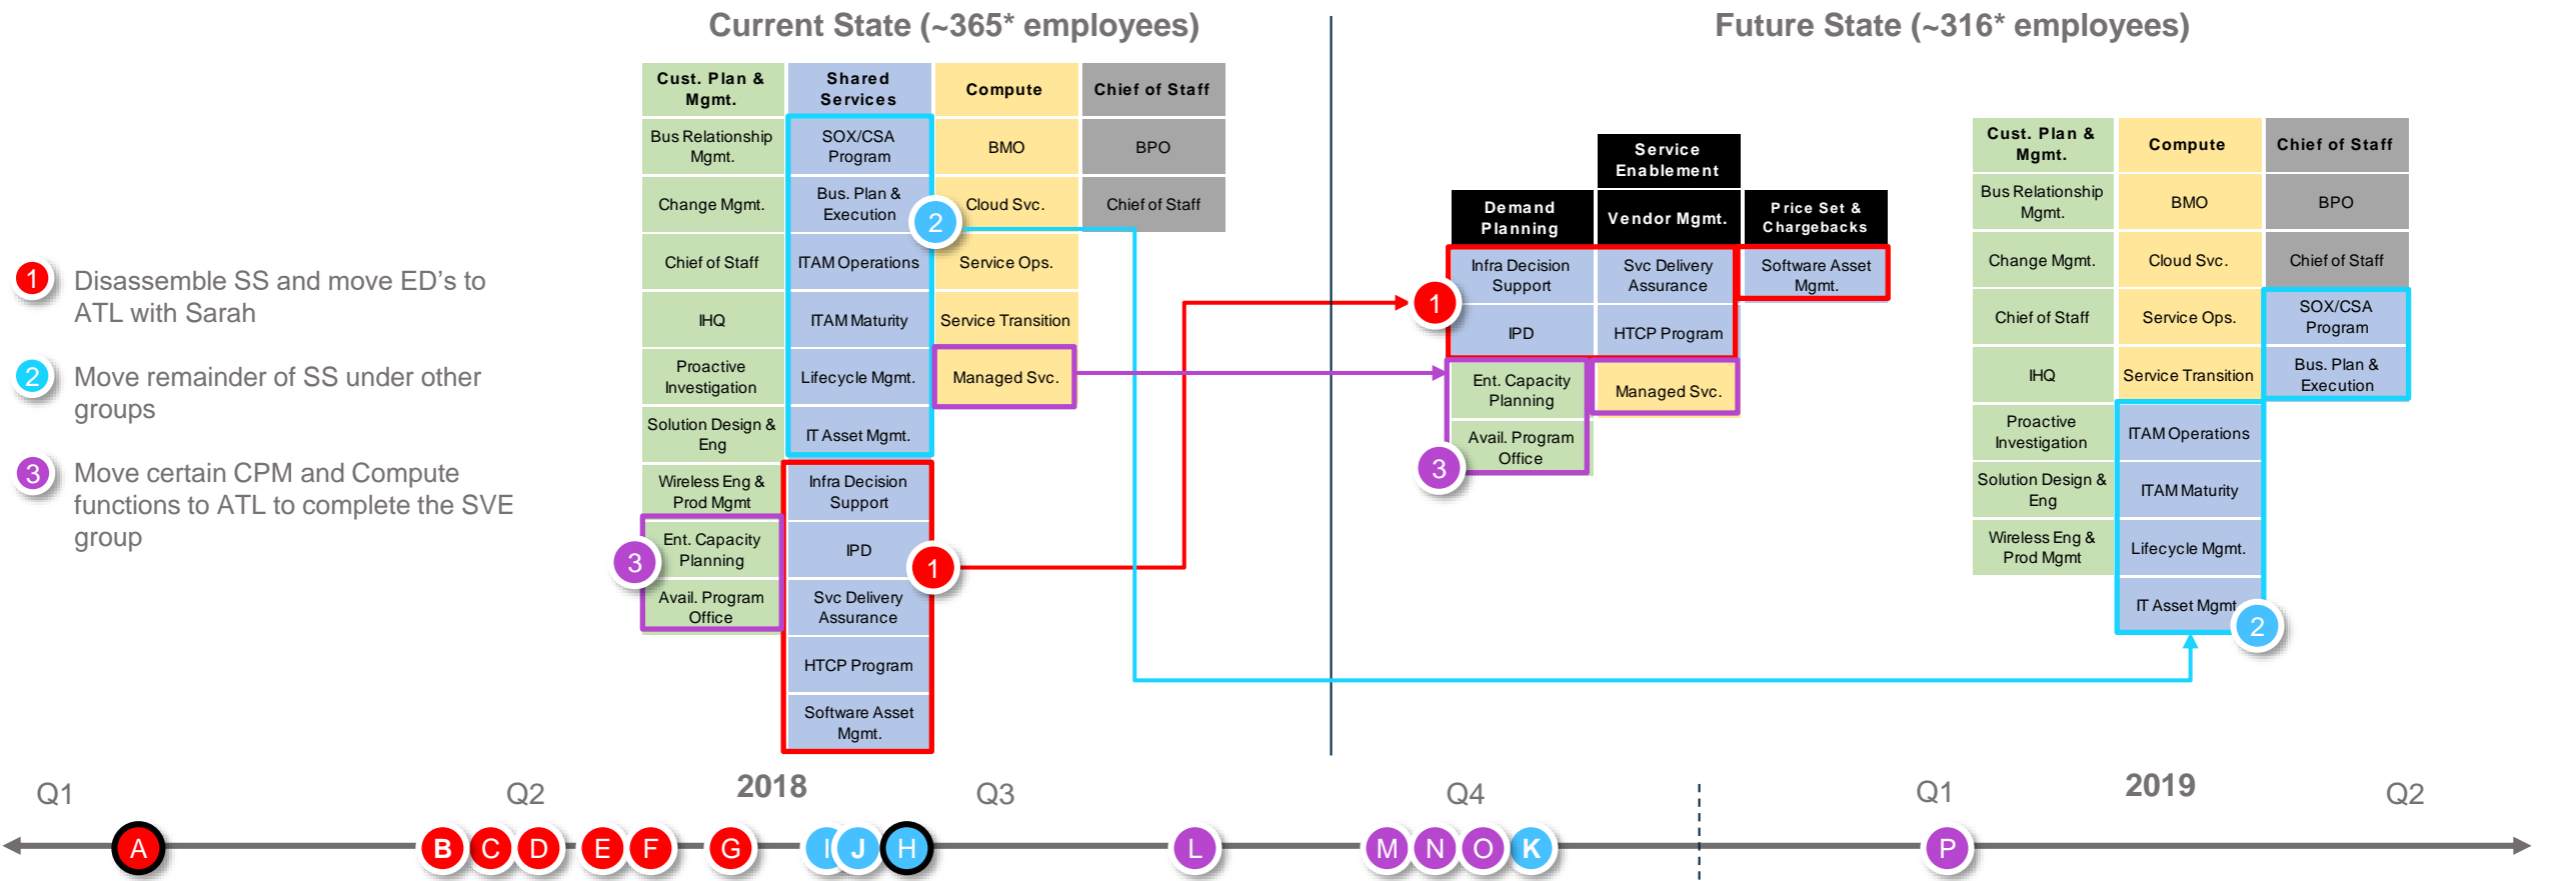 Current State (~365* employees)
Future State (~316* employees)
1
Disassemble SS and move ED's to
ATL with Sarah
2
Move remainder of SS under other
groups
3
Move certain CPM and Compute
functions to ATL to complete the SVE
group
Cust. Plan &
Mgmt.
Bus Relationship
Mgmt.
Change Mgmt.
Chief of Staff
IHQ
Proactive
Investigation
Solution Design &
Eng
Wireless Eng &
Prod Mgmt
Ent. Capacity
Planning
Avail. Program
Office
3
Shared
Services
SOX/CSA
Program
Bus. Plan &
Execution
2
ITAM Operations
ITAM Maturity
Lifecycle Mgmt.
IT Asset Mgmt.
Infra Decision
Support
IPD
1
Svc Delivery
Assurance
HTCP Program
Software Asset
Mgmt.
Compute
BMO
Cloud Svc.
Service Ops.
Service Transition
Managed Svc.
Chief of Staff
BPO
Chief of Staff
Demand
Planning
Infra Decision
Support
1
IPD
Ent. Capacity
Planning
Avail. Program
Office
3
Service
Enablement
Vendor Mgmt.
Svc Delivery
Assurance
HTCP Program
Managed Svc.
Price Set &
Chargebacks
Software Asset
Mgmt.
Cust. Plan &
Mgmt.
Bus Relationship
Mgmt.
Change Mgmt.
Chief of Staff
IHQ
Proactive
Investigation
Solution Design &
Eng
Wireless Eng &
Prod Mgmt
Compute
BMO
Cloud Svc.
Service Ops.
Service Transition
ITAM Operations
ITAM Maturity
Lifecycle Mgmt.
IT Asset Mgmt.
2
Chief of Staff
BPO
Chief of Staff
SOX/CSA
Program
Bus. Plan &
Execution
Q1
Q2
2018
Q3
Q4
Q1
2019
Q2
A
B
C
D
E
F
G
I
J
H
L
M
N
O
K
P